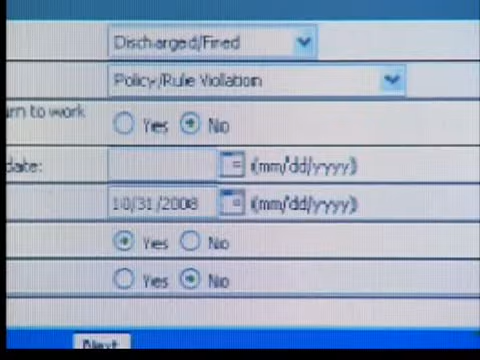 Discharged/Fired
Policy/Rule Violation
urn to work
Yes No
date: (mm/dd/yyyy)
10/31/2008 (mm/dd/yyyy)
Yes No
Yes No
Next